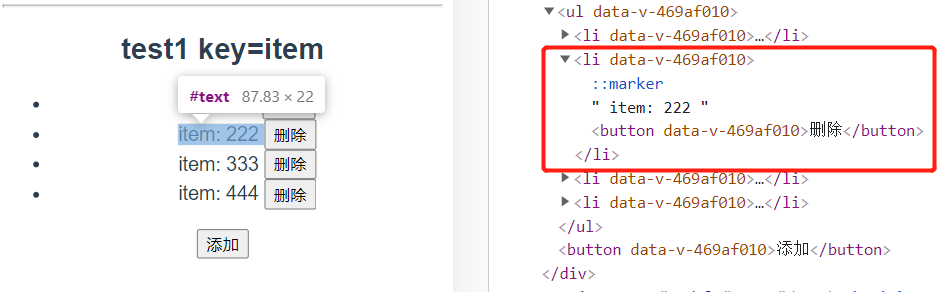 test1 key=item
#text 87.83 × 22
item: 222 删除
item: 333 删除
item: 444 删除
添加
▼<ul data-v-469af010>
▶<li data-v-469af010>…</li>
▼<li data-v-469af010>
::marker
" item: 222 "
<button data-v-469af010>删除</button>
</li>
▶<li data-v-469af010>…</li>
▶<li data-v-469af010>…</li>
</ul>
<button data-v-469af010>添加</button>
</div>